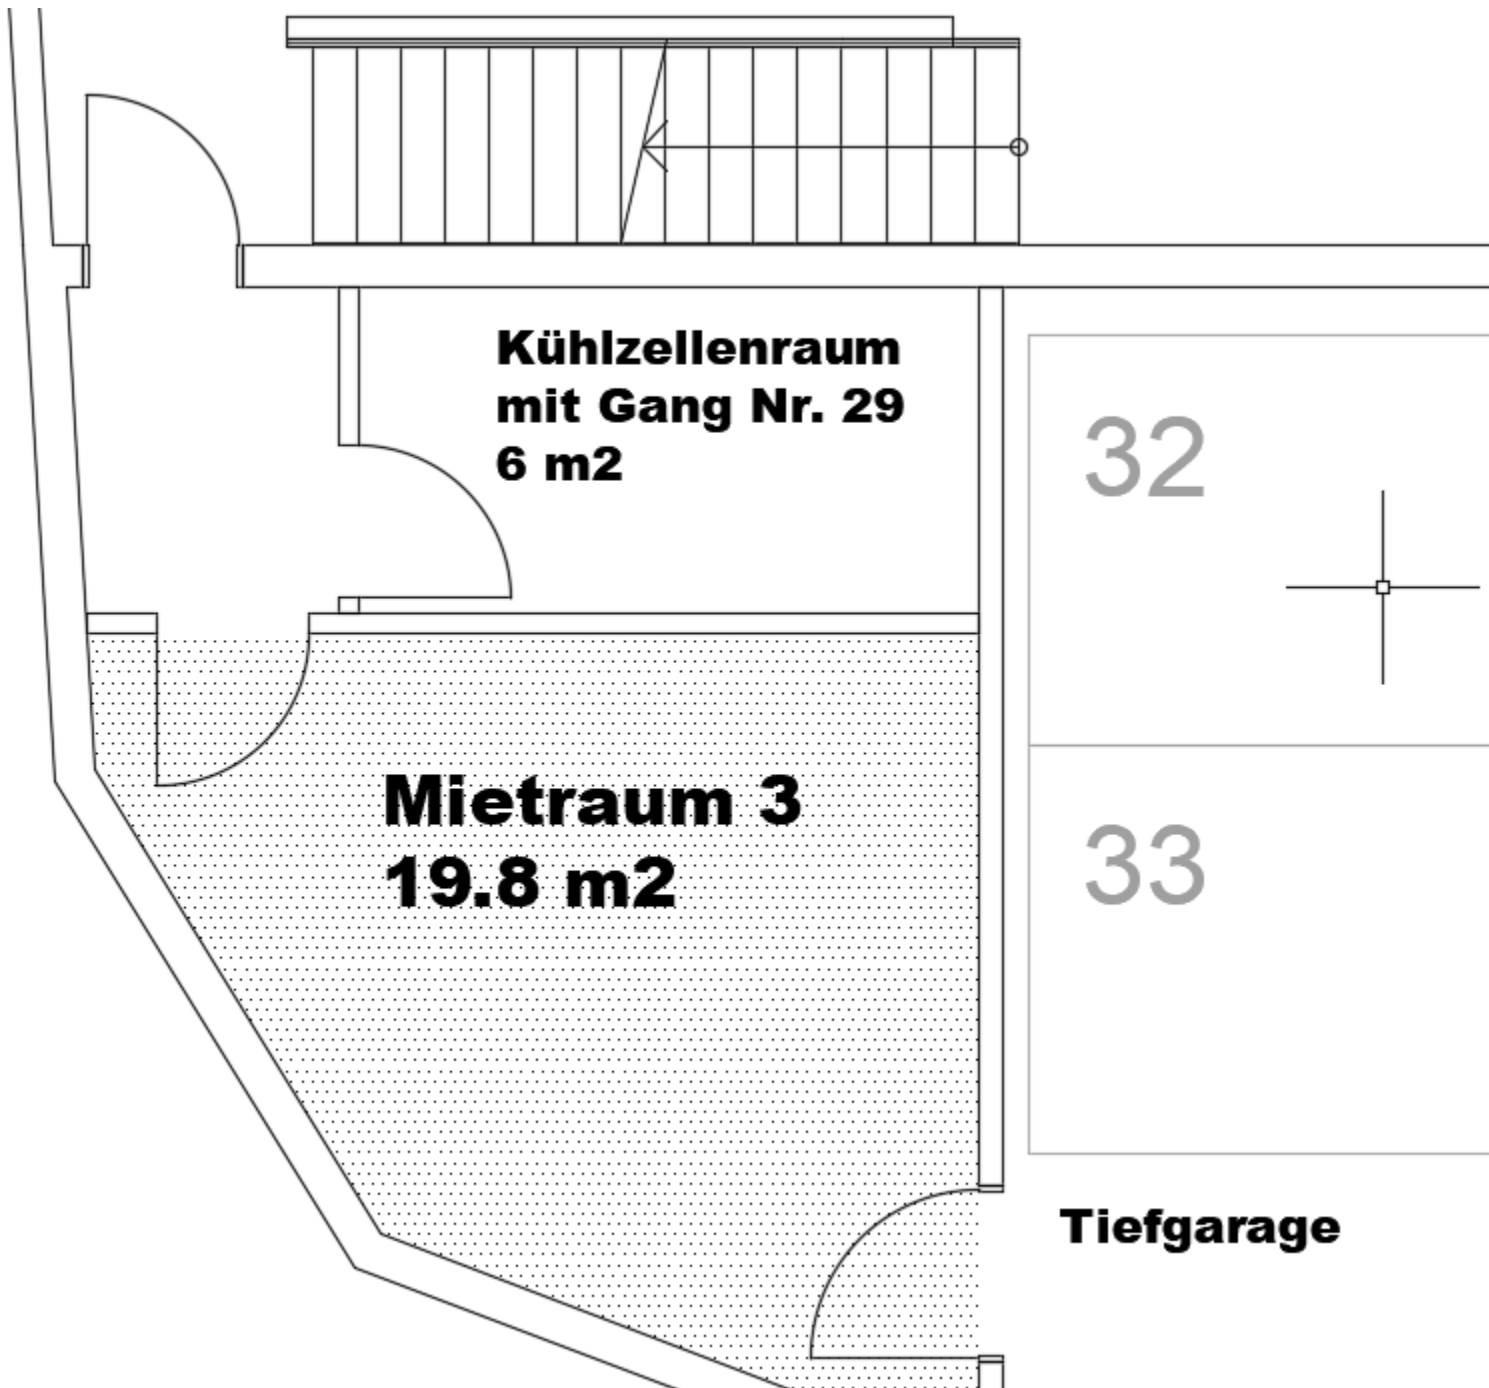 Kühlzellenraum
mit Gang Nr. 29
6 m2
32
Mietraum 3
19.8 m2
33
Tiefgarage